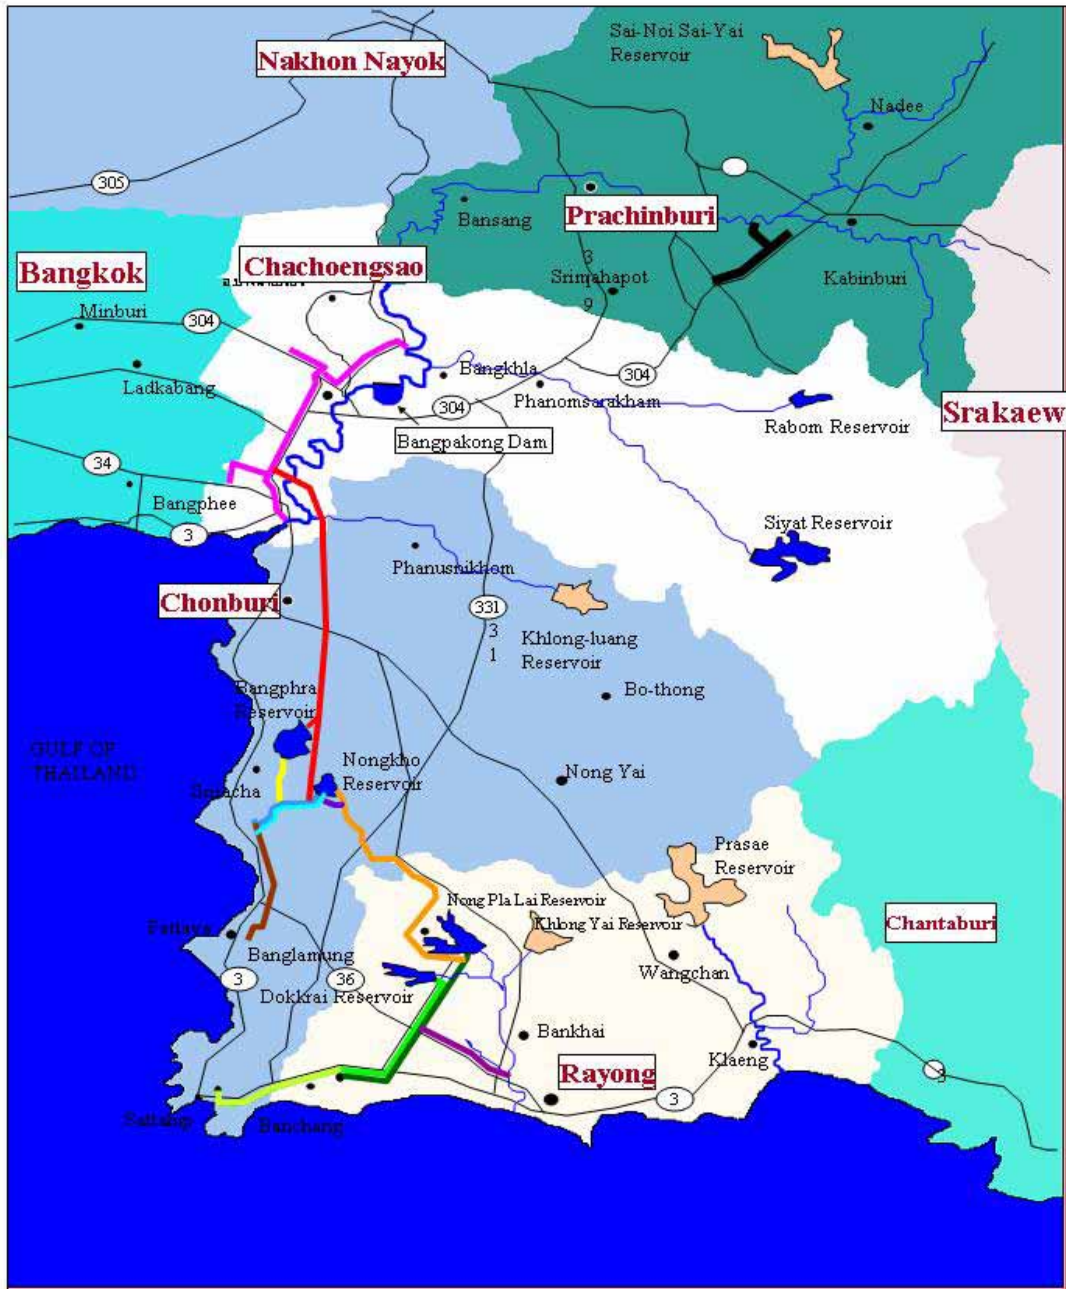 Sai-Noi Sai-Yai
Reservoir
Nakhon Nayok
Nadee
305
Bansang
Prachinburi
Bangkok
Chachoengsao
3
1
9
Srimahapot
Kabinburi
Minburi
304
Ladkabang
Bangkhla
304
Phanomsarakham
304
Rabom Reservoir
Srakaew
Bangpakong Dam
34
Bangphee
3
Siyat Reservoir
Phanusnikhom
Chonburi
331
3
1
Khlong-luang
Reservoir
Bangphra
Reservoir
Bo-thong
GULF OF
THAILAND
Nongkho
Reservoir
Nong Yai
Sriracha
Prasae
Reservoir
Nong Pla Lai Reservoir
Khlong Yai Reservoir
Chantaburi
Pattaya
Banglamung
Wangchan
3
36
Dokkrai Reservoir
Bankhai
Klaeng
Rayong
3
3
Sattahip
Banchang